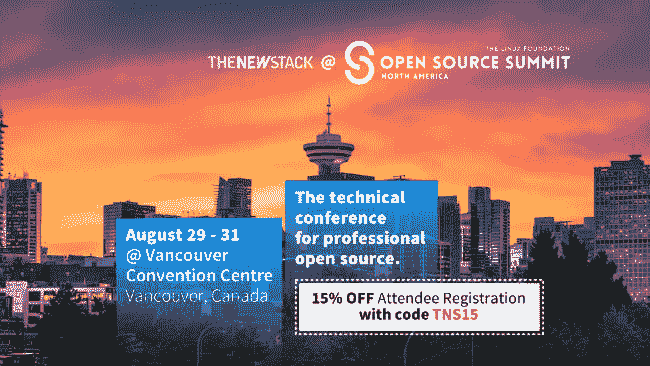 THENEWSTACK @
THE LINUX FOUNDATION
OPEN SOURCE SUMMIT
NORTH AMERICA
The technical
conference
for professional
open source.
August 29 - 31
@ Vancouver
Convention Centre
Vancouver, Canada
15% OFF Attendee Registration
with code TNS15